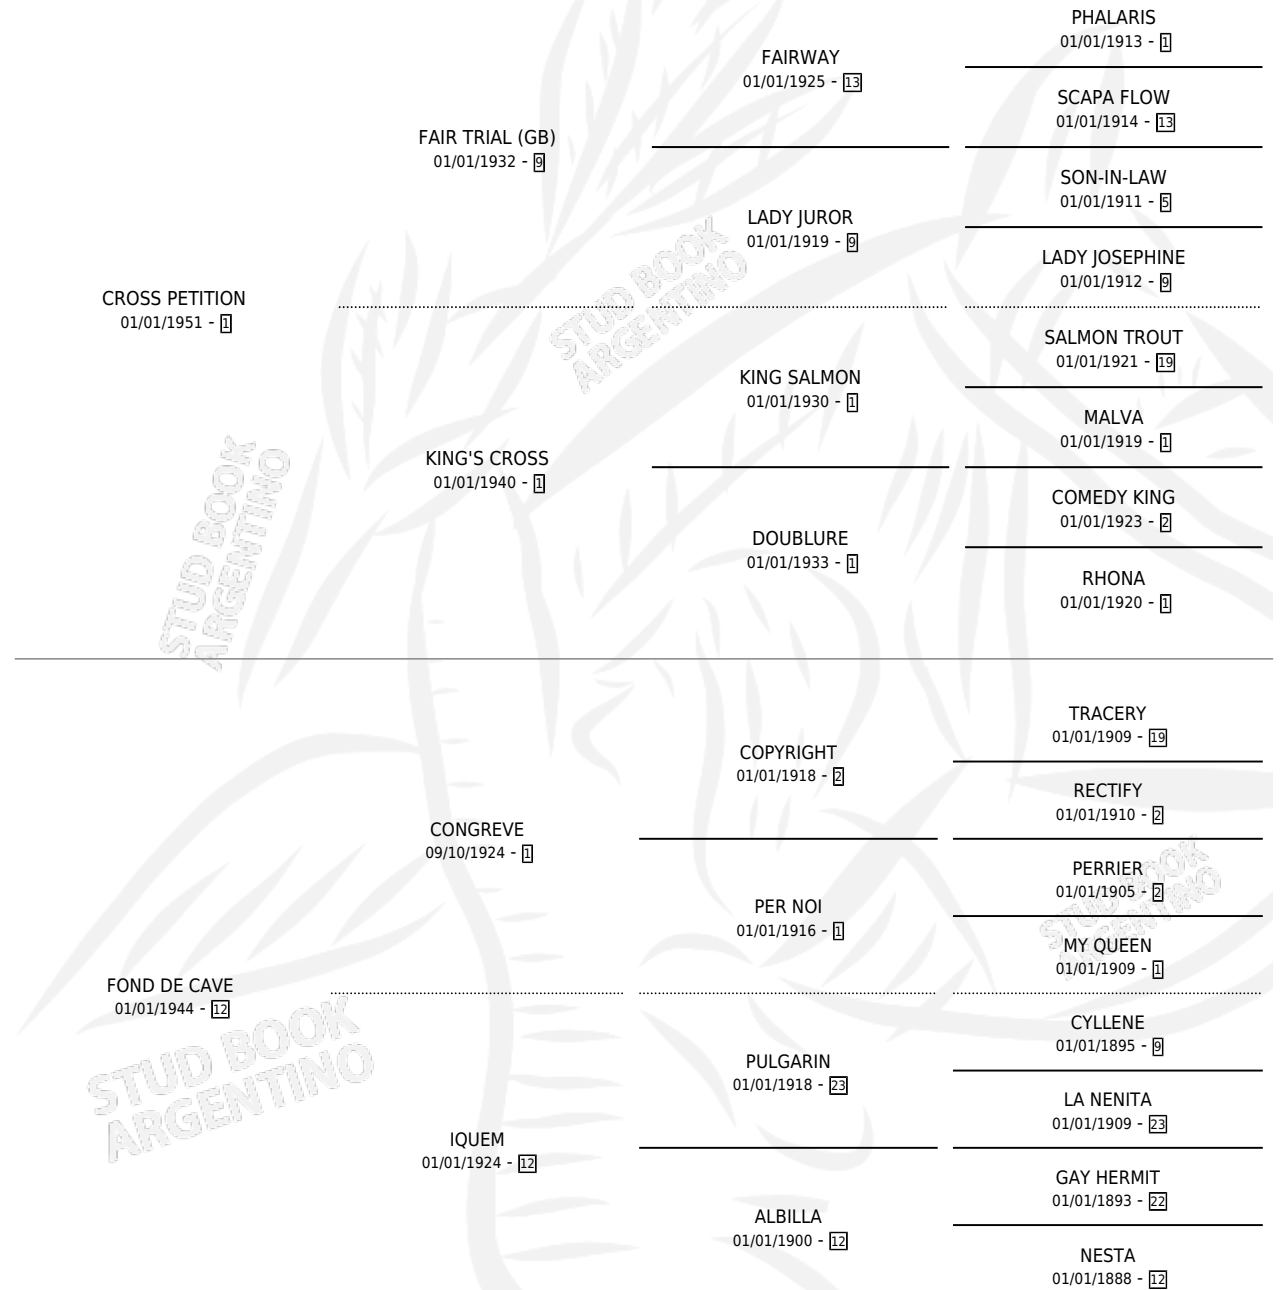 PHALARIS
01/01/1913 - 1
FAIRWAY
01/01/1925 - 13
SCAPA FLOW
01/01/1914 - 13
FAIR TRIAL (GB)
01/01/1932 - 9
SON-IN-LAW
01/01/1911 - 5
LADY JUROR
01/01/1919 - 9
LADY JOSEPHINE
01/01/1912 - 9
CROSS PETITION
01/01/1951 - 1
SALMON TROUT
01/01/1921 - 19
KING SALMON
01/01/1930 - 1
MALVA
01/01/1919 - 1
KING'S CROSS
01/01/1940 - 1
COMEDY KING
01/01/1923 - 2
DOUBLURE
01/01/1933 - 1
RHONA
01/01/1920 - 1
TRACERY
01/01/1909 - 19
COPYRIGHT
01/01/1918 - 2
RECTIFY
01/01/1910 - 2
CONGREVE
09/10/1924 - 1
PERRIER
01/01/1905 - 2
PER NOI
01/01/1916 - 1
MY QUEEN
01/01/1909 - 1
FOND DE CAVE
01/01/1944 - 12
CYLLENE
01/01/1895 - 9
PULGARIN
01/01/1918 - 23
LA NENITA
01/01/1909 - 23
IQUEM
01/01/1924 - 12
GAY HERMIT
01/01/1893 - 22
ALBILLA
01/01/1900 - 12
NESTA
01/01/1888 - 12
STUD BOOK
ARGENTINO
STUD BOOK
ARGENTINO
STUD BOOK
ARGENTINO
STUD BOOK
ARGENTINO